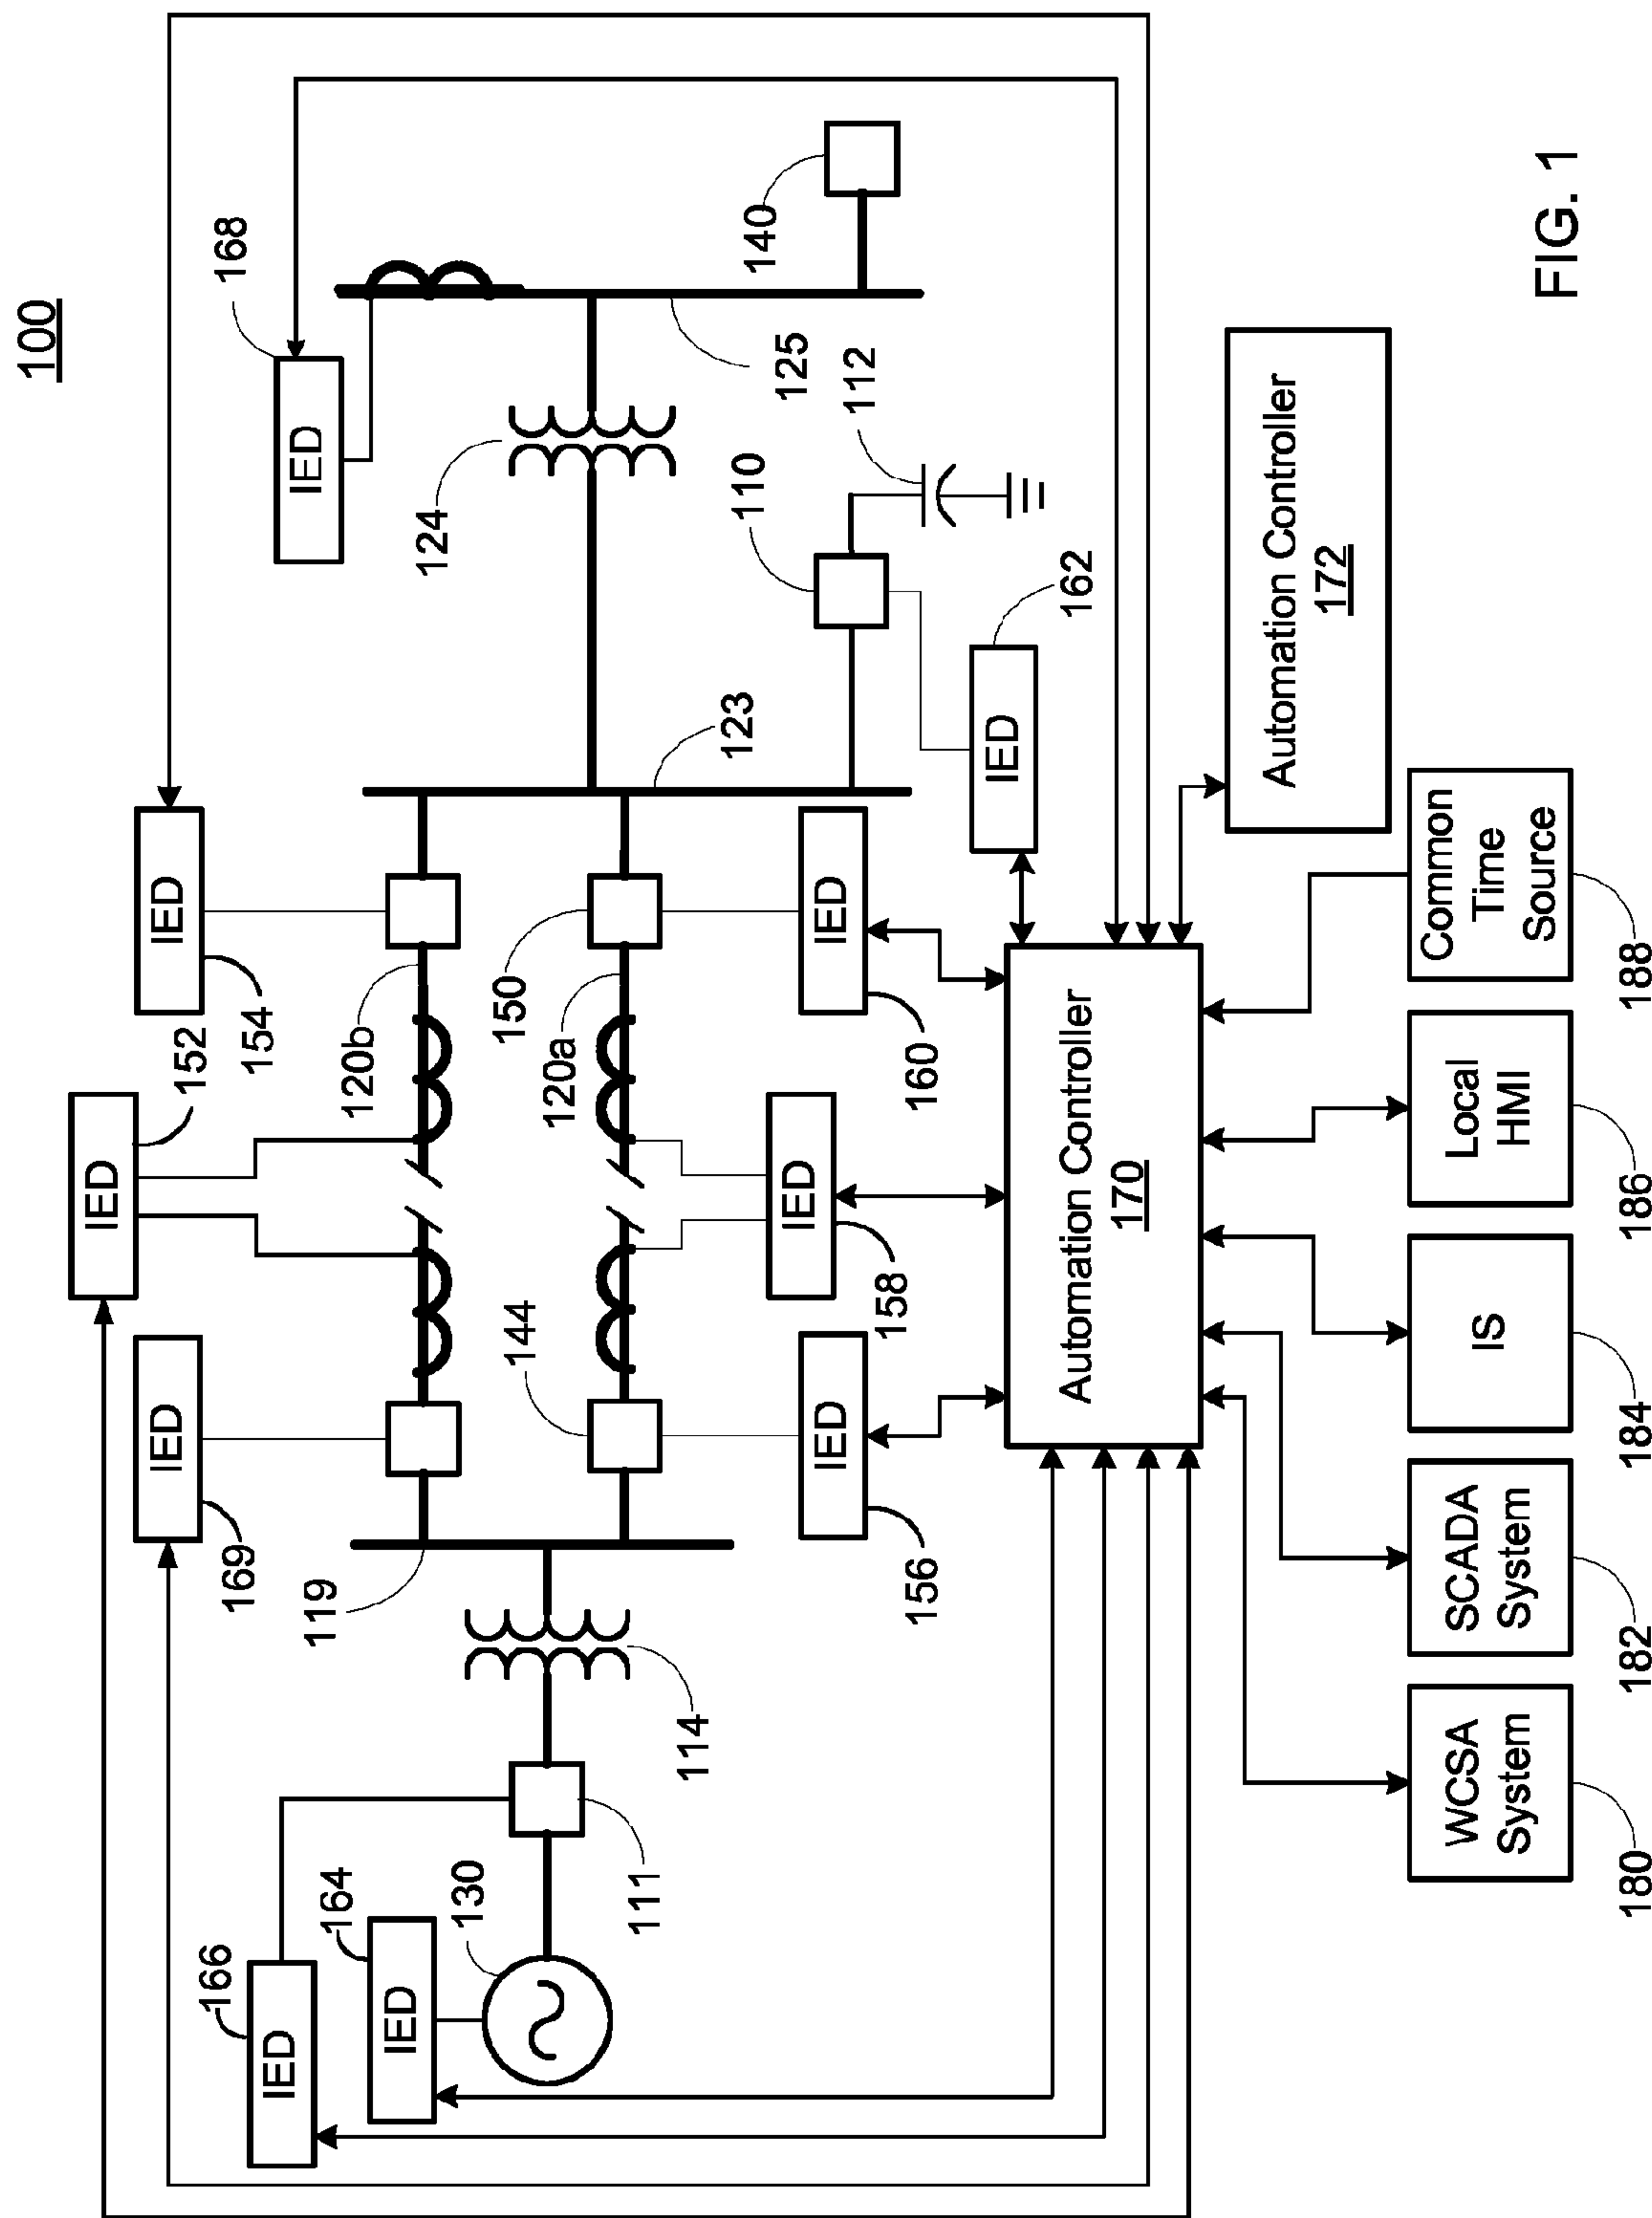 100
IED
152
IED
169
IED
154
IED
168
IED
166
IED
164
130
111
114
119
120b
144
150
120a
124
123
125
140
110
112
IED
156
IED
158
IED
160
IED
162
Automation Controller
170
Automation Controller
172
WCSA
System
180
SCADA
System
182
IS
184
Local
HMI
186
Common
Time
Source
188
FIG. 1